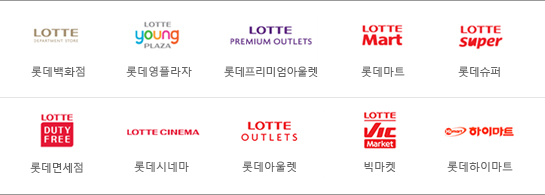 LOTTE
DEPARTMENT STORE
LOTTE
young
PLAZA
LOTTE
PREMIUM OUTLETS
LOTTE
Mart
LOTTE
super
롯데백화점
롯데영플라자
롯데프리미엄아울렛
롯데마트
롯데슈퍼
LOTTE
DUTY
FREE
LOTTE CINEMA
LOTTE
OUTLETS
LOTTE
ViC
Market
하이마트
롯데면세점
롯데시네마
롯데아울렛
빅마켓
롯데하이마트